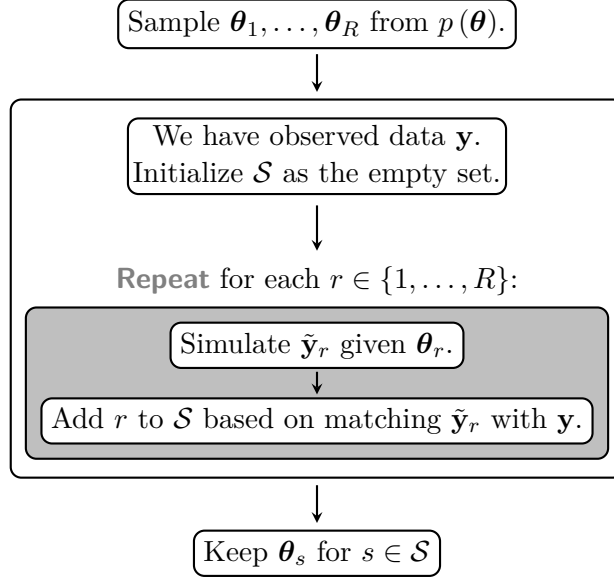 Sample θ₁, . . . , θ_R from p (θ).
We have observed data y.
Initialize 𝒮 as the empty set.
Repeat for each r ∈ {1, . . . , R}:
Simulate ỹ_r given θ_r.
Add r to 𝒮 based on matching ỹ_r with y.
Keep θ_s for s ∈ 𝒮